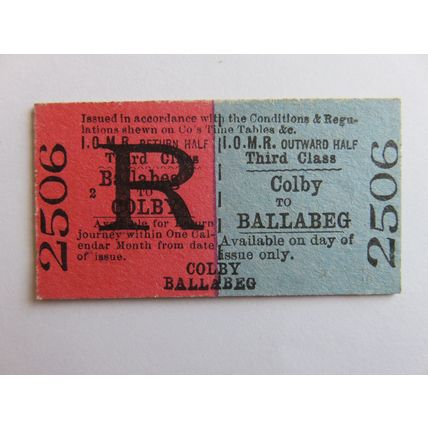 Issued in accordance with the Conditions & Regu-
lations shewn on Co's Time Tables &c.
I.O.M.R. RETURN HALF
Third Class
Ballabeg
2 TO
COLBY
Available for Return
journey within One Cal-
endar Month from date
of issue.
R
I.O.M.R. OUTWARD HALF
Third Class
Colby
TO
BALLABEG
Available on day of
issue only.
COLBY
BALLABEG
2506
2506